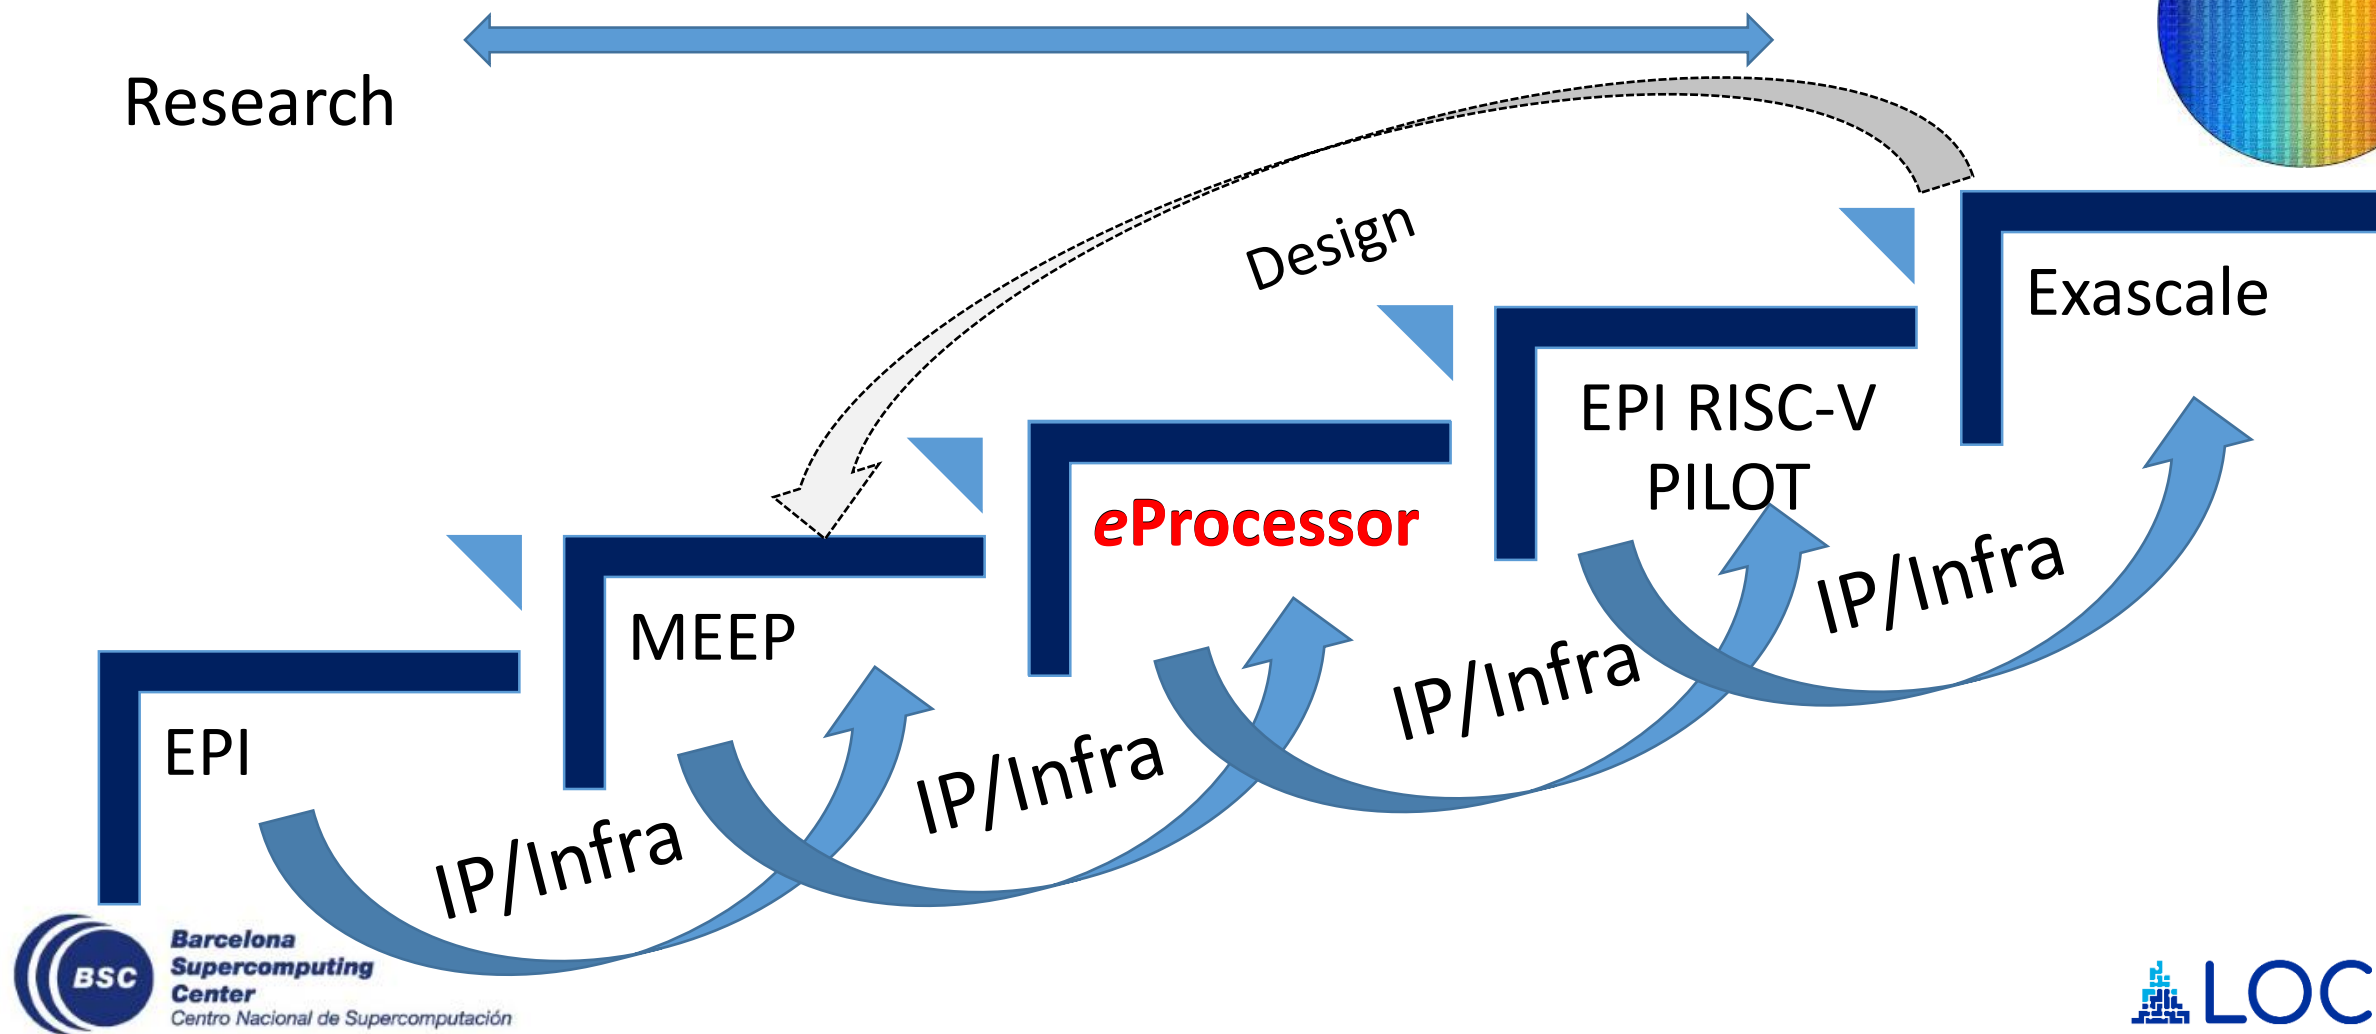 Research
Design
Exascale
EPI RISC-V
PILOT
eProcessor
MEEP
EPI
IP/Infra
IP/Infra
IP/Infra
IP/Infra
BSC
Barcelona
Supercomputing
Center
Centro Nacional de Supercomputación
LOC